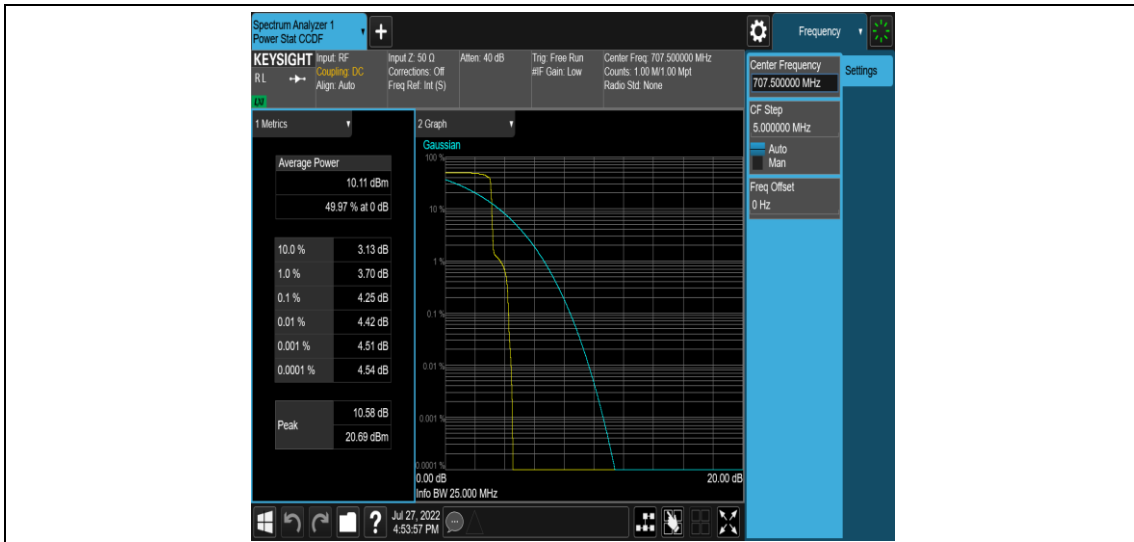 Spectrum Analyzer 1
Power Stat CCDF
+
Frequency
KEYSIGHT
RL
LM
Input: RF
Coupling: DC
Align: Auto
Input Z: 50 Ω
Corrections: Off
Freq Ref: Int (S)
Atten: 40 dB
Trig: Free Run
#IF Gain: Low
Center Freq: 707.500000 MHz
Counts: 1.00 M/1.00 Mpt
Radio Std: None
Center Frequency
707.500000 MHz
Settings
CF Step
5.000000 MHz
Auto
Man
Freq Offset
0 Hz
1 Metrics
Average Power
10.11 dBm
49.97 % at 0 dB
10.0 % 3.13 dB
1.0 % 3.70 dB
0.1 % 4.25 dB
0.01 % 4.42 dB
0.001 % 4.51 dB
0.0001 % 4.54 dB
Peak
10.58 dB
20.69 dBm
2 Graph
Gaussian
100 %
10 %
1 %
0.1 %
0.01 %
0.001 %
0.0001 %
0.00 dB 20.00 dB
Info BW 25.000 MHz
?
Jul 27, 2022
4:53:57 PM